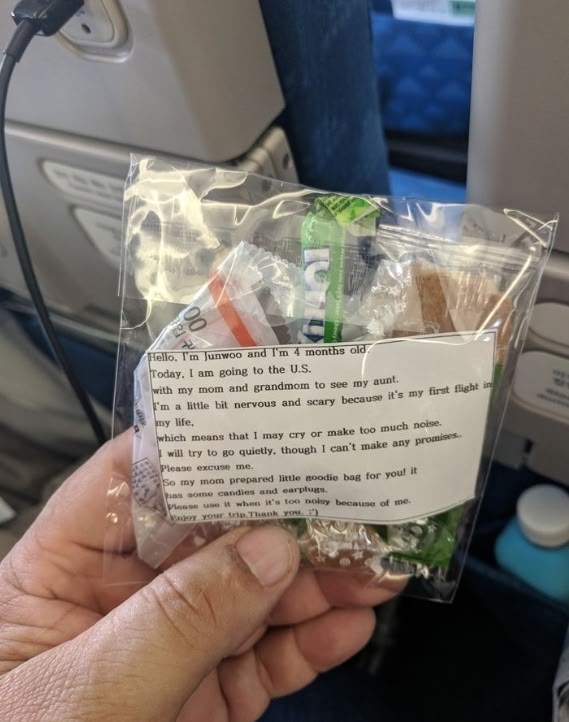 Hello, I'm Junwoo and I'm 4 months old
Today, I am going to the U.S.
with my mom and grandmom to see my aunt.
I'm a little bit nervous and scary because it's my first flight in
my life,
which means that I may cry or make too much noise.
I will try to go quietly, though I can't make any promises..
Please excuse me.
So my mom prepared little goodie bag for you! it
has some candies and earplugs.
Please use it when it's too noisy because of me.
Enjoy your trip.Thank you. :')